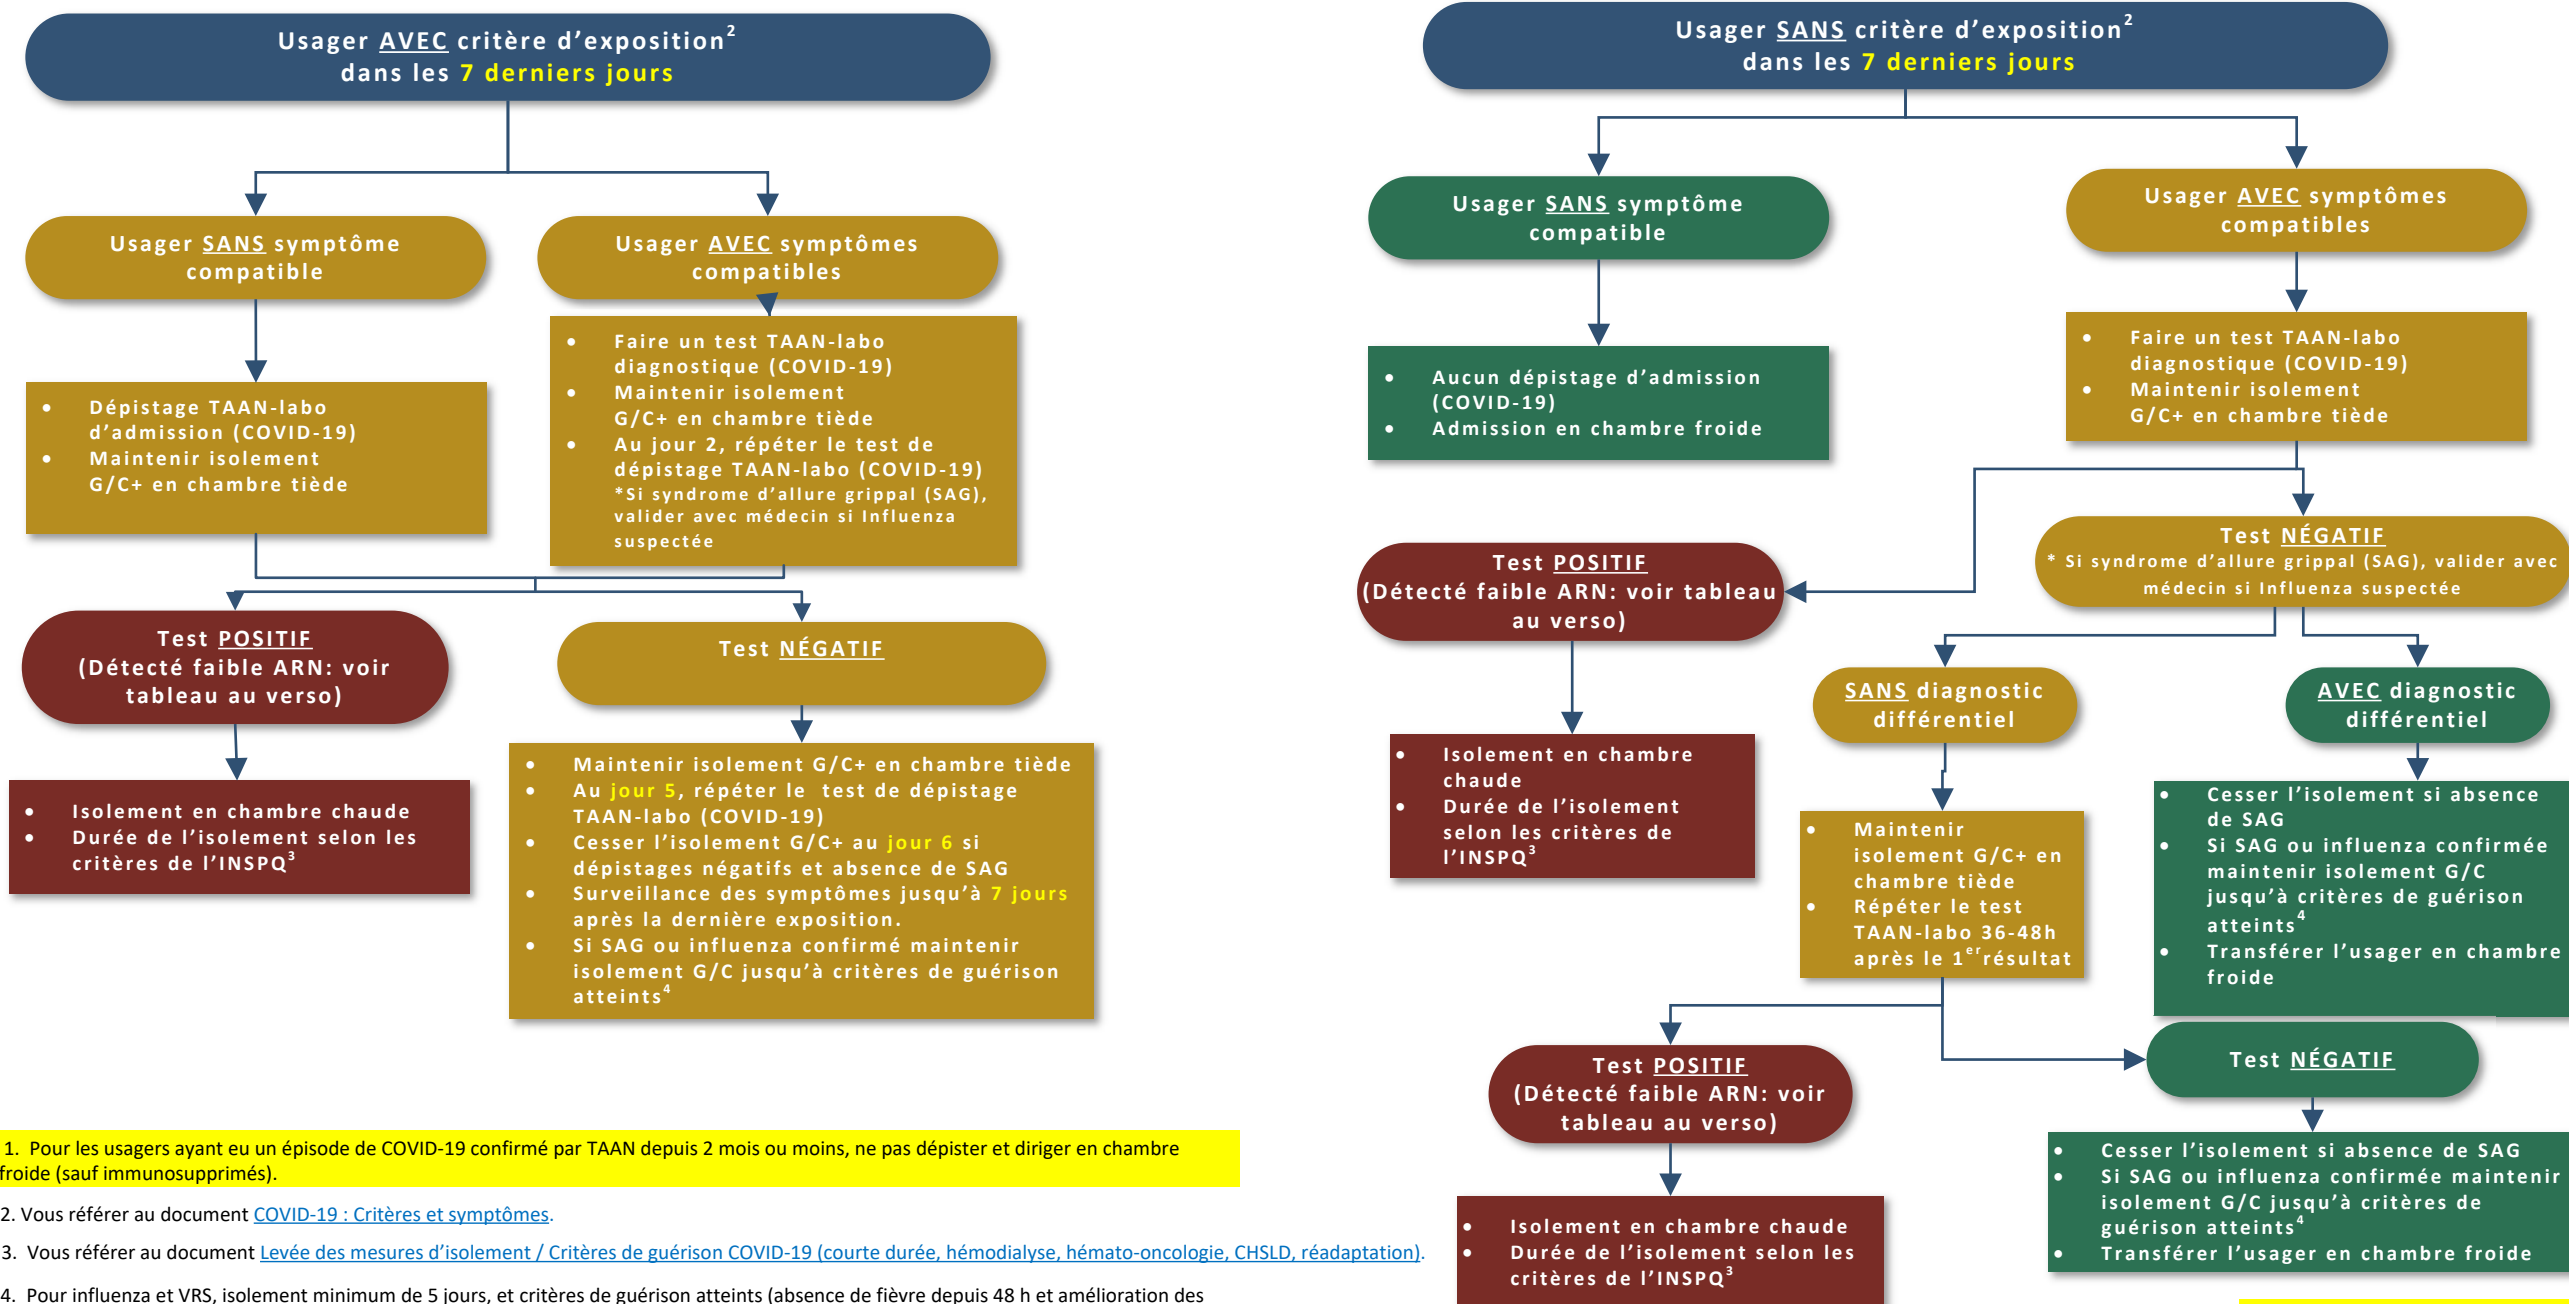 Usager AVEC critère d'exposition2
dans les 7 derniers jours
Usager SANS symptôme
compatible
Usager AVEC symptômes
compatibles
• Dépistage TAAN-labo
d'admission (COVID-19)
• Maintenir isolement
G/C+ en chambre tiède
• Faire un test TAAN-labo
diagnostique (COVID-19)
• Maintenir isolement
G/C+ en chambre tiède
• Au jour 2, répéter le test de
dépistage TAAN-labo (COVID-19)
*Si syndrome d'allure grippal (SAG),
valider avec médecin si Influenza
suspectée
Test POSITIF
(Détecté faible ARN: voir
tableau au verso)
Test NÉGATIF
• Isolement en chambre chaude
• Durée de l'isolement selon les
critères de l'INSPQ3
• Maintenir isolement G/C+ en chambre tiède
• Au jour 5, répéter le test de dépistage
TAAN-labo (COVID-19)
• Cesser l'isolement G/C+ au jour 6 si
dépistages négatifs et absence de SAG
• Surveillance des symptômes jusqu'à 7 jours
après la dernière exposition.
• Si SAG ou influenza confirmé maintenir
isolement G/C jusqu'à critères de guérison
atteints4
Usager SANS critère d'exposition2
dans les 7 derniers jours
Usager SANS symptôme
compatible
Usager AVEC symptômes
compatibles
• Aucun dépistage d'admission
(COVID-19)
• Admission en chambre froide
• Faire un test TAAN-labo
diagnostique (COVID-19)
• Maintenir isolement
G/C+ en chambre tiède
Test POSITIF
(Détecté faible ARN: voir tableau
au verso)
Test NÉGATIF
* Si syndrome d'allure grippal (SAG), valider avec
médecin si Influenza suspectée
• Isolement en chambre
chaude
• Durée de l'isolement
selon les critères de
l'INSPQ3
SANS diagnostic
différentiel
AVEC diagnostic
différentiel
• Maintenir
isolement G/C+ en
chambre tiède
• Répéter le test
TAAN-labo 36-48h
après le 1er résultat
• Cesser l'isolement si absence
de SAG
• Si SAG ou influenza confirmée
maintenir isolement G/C
jusqu'à critères de guérison
atteints4
• Transférer l'usager en chambre
froide
Test POSITIF
(Détecté faible ARN: voir
tableau au verso)
Test NÉGATIF
• Isolement en chambre chaude
• Durée de l'isolement selon les
critères de l'INSPQ3
• Cesser l'isolement si absence de SAG
• Si SAG ou influenza confirmée maintenir
isolement G/C jusqu'à critères de
guérison atteints4
• Transférer l'usager en chambre froide
1. Pour les usagers ayant eu un épisode de COVID-19 confirmé par TAAN depuis 2 mois ou moins, ne pas dépister et diriger en chambre
froide (sauf immunosupprimés).
2. Vous référer au document COVID-19 : Critères et symptômes.
3. Vous référer au document Levée des mesures d'isolement / Critères de guérison COVID-19 (courte durée, hémodialyse, hémato-oncologie, CHSLD, réadaptation).
4. Pour influenza et VRS, isolement minimum de 5 jours, et critères de guérison atteints (absence de fièvre depuis 48 h et amélioration des